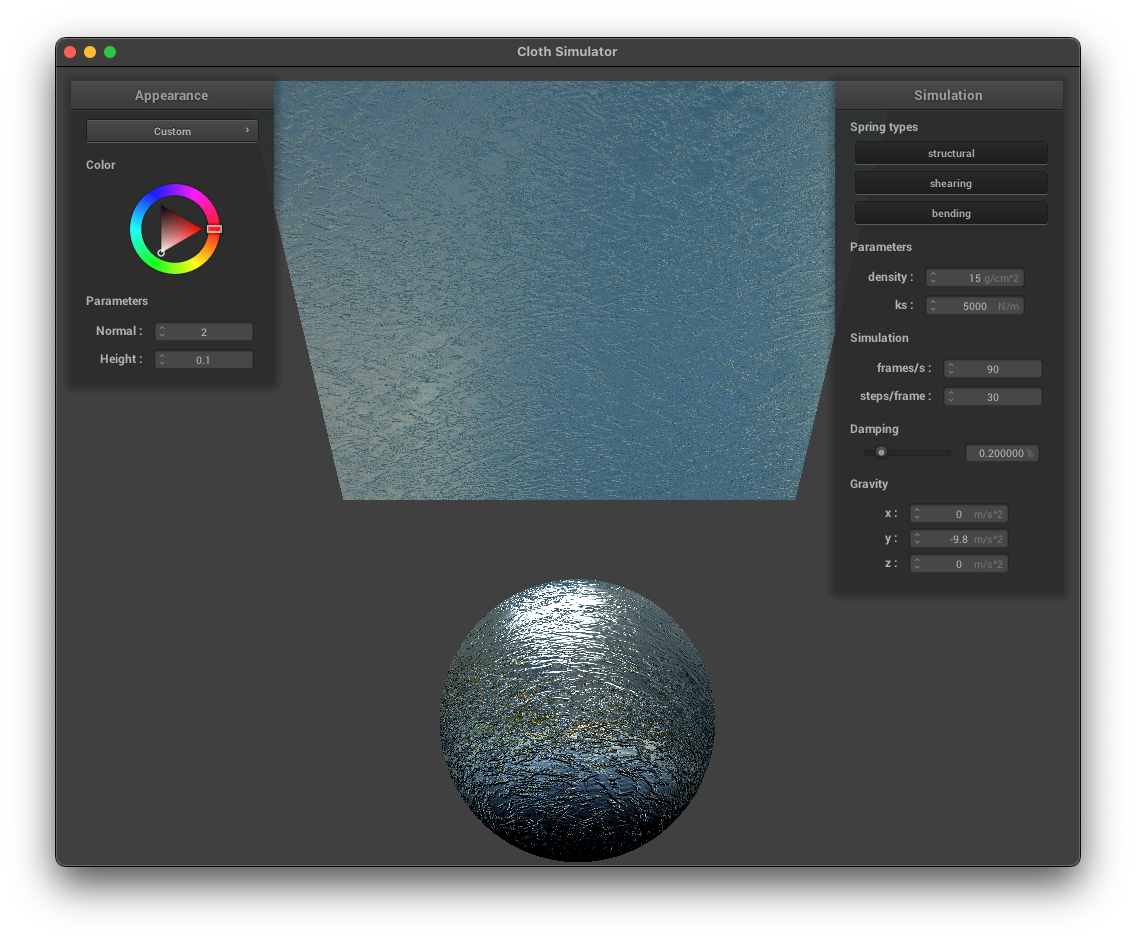 Cloth Simulator
Appearance
Custom
Color
Parameters
Normal : 2
Height : 0.1
Simulation
Spring types
structural
shearing
bending
Parameters
density : 15 g/cm^2
ks : 5000 N/m
Simulation
frames/s : 90
steps/frame : 30
Damping
0.200000 %
Gravity
x : 0 m/s^2
y : -9.8 m/s^2
z : 0 m/s^2